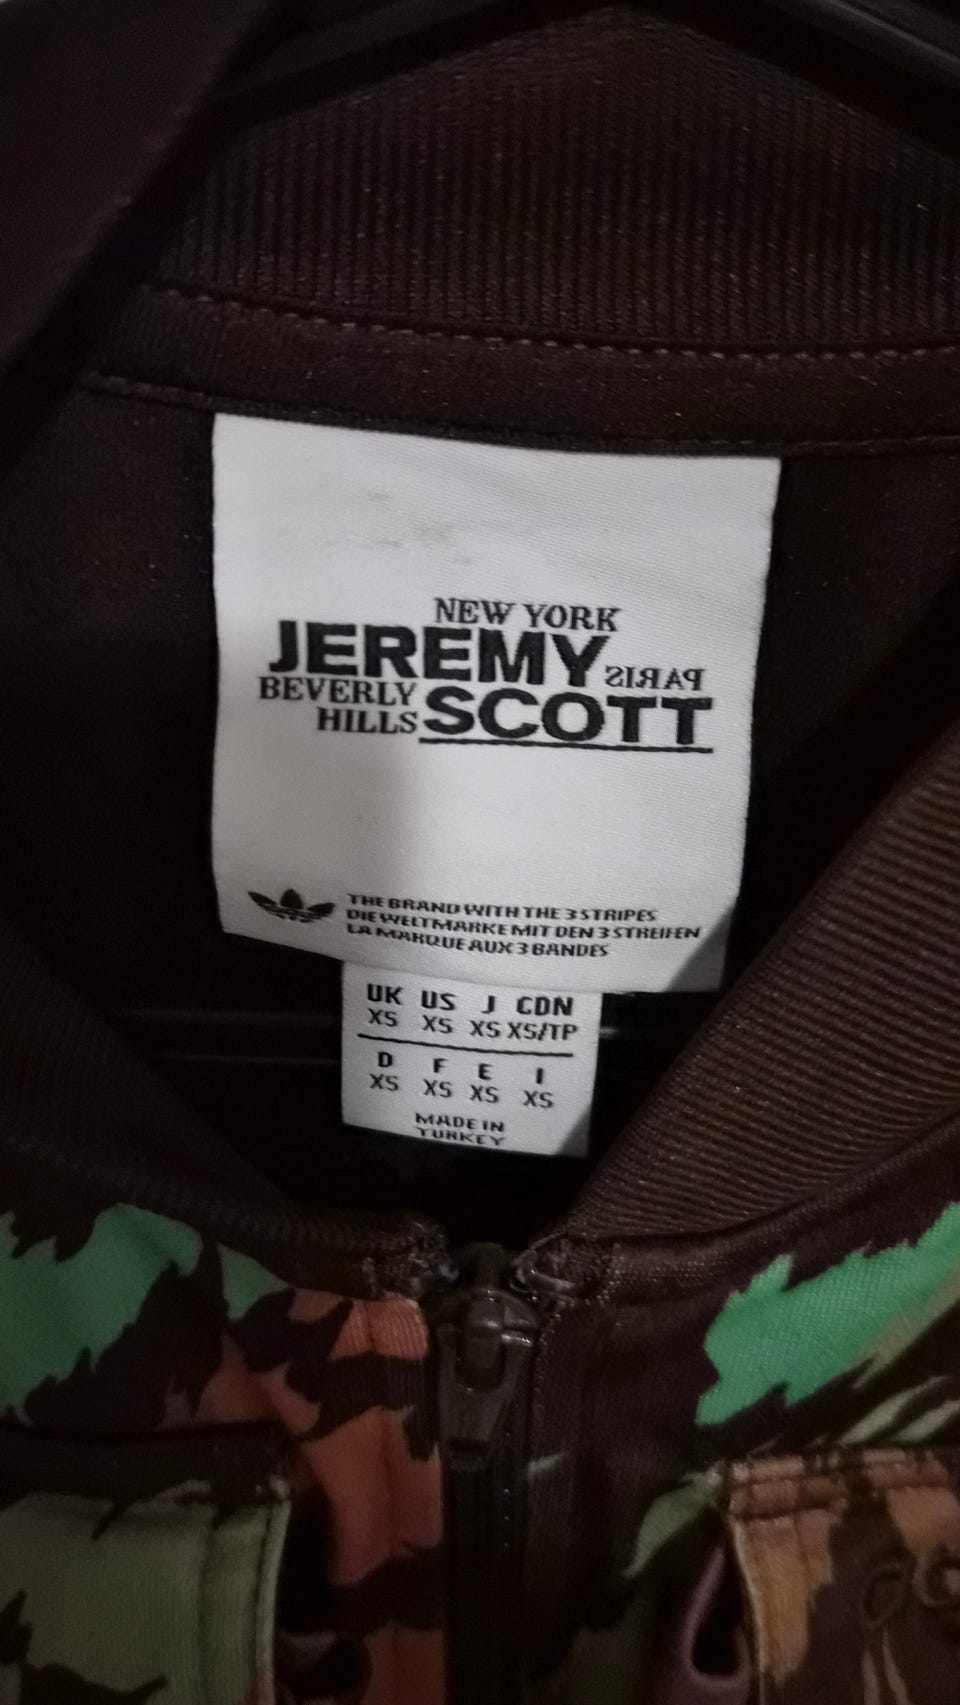 NEW YORK
JEREMY PARIS
BEVERLY
HILLS SCOTT
THE BRAND WITH THE 3 STRIPES
DIE WELTMARKE MIT DEN 3 STREIFEN
LA MARQUE AUX 3 BANDES
UK US J CDN
XS XS XS XS/TP
D F E I
XS XS XS XS
MADE IN
TURKEY